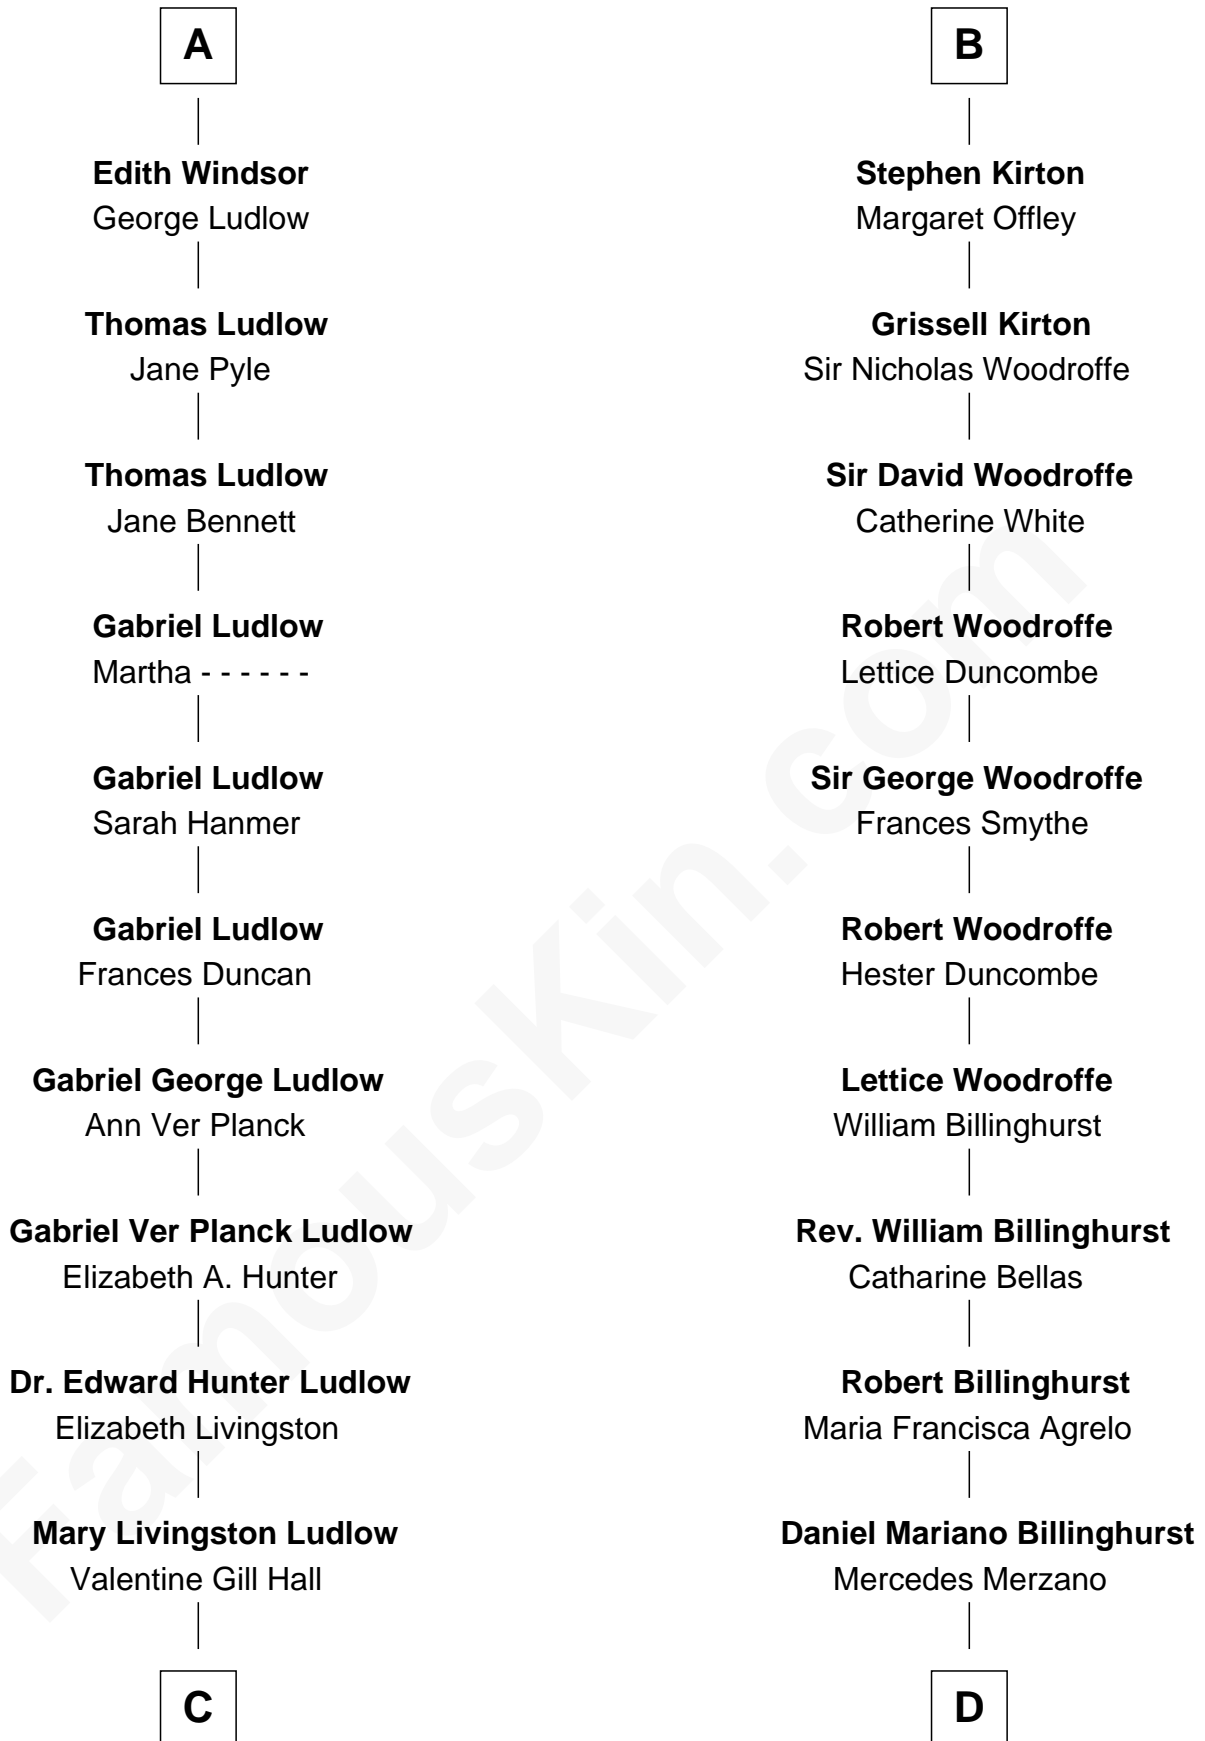 A
Edith Windsor
George Ludlow
Thomas Ludlow
Jane Pyle
Thomas Ludlow
Jane Bennett
Gabriel Ludlow
Martha - - - - - -
Gabriel Ludlow
Sarah Hanmer
Gabriel Ludlow
Frances Duncan
Gabriel George Ludlow
Ann Ver Planck
Gabriel Ver Planck Ludlow
Elizabeth A. Hunter
Dr. Edward Hunter Ludlow
Elizabeth Livingston
Mary Livingston Ludlow
Valentine Gill Hall
C
B
Stephen Kirton
Margaret Offley
Grissell Kirton
Sir Nicholas Woodroffe
Sir David Woodroffe
Catherine White
Robert Woodroffe
Lettice Duncombe
Sir George Woodroffe
Frances Smythe
Robert Woodroffe
Hester Duncombe
Lettice Woodroffe
William Billinghurst
Rev. William Billinghurst
Catharine Bellas
Robert Billinghurst
Maria Francisca Agrelo
Daniel Mariano Billinghurst
Mercedes Merzano
D
FamousKin.com